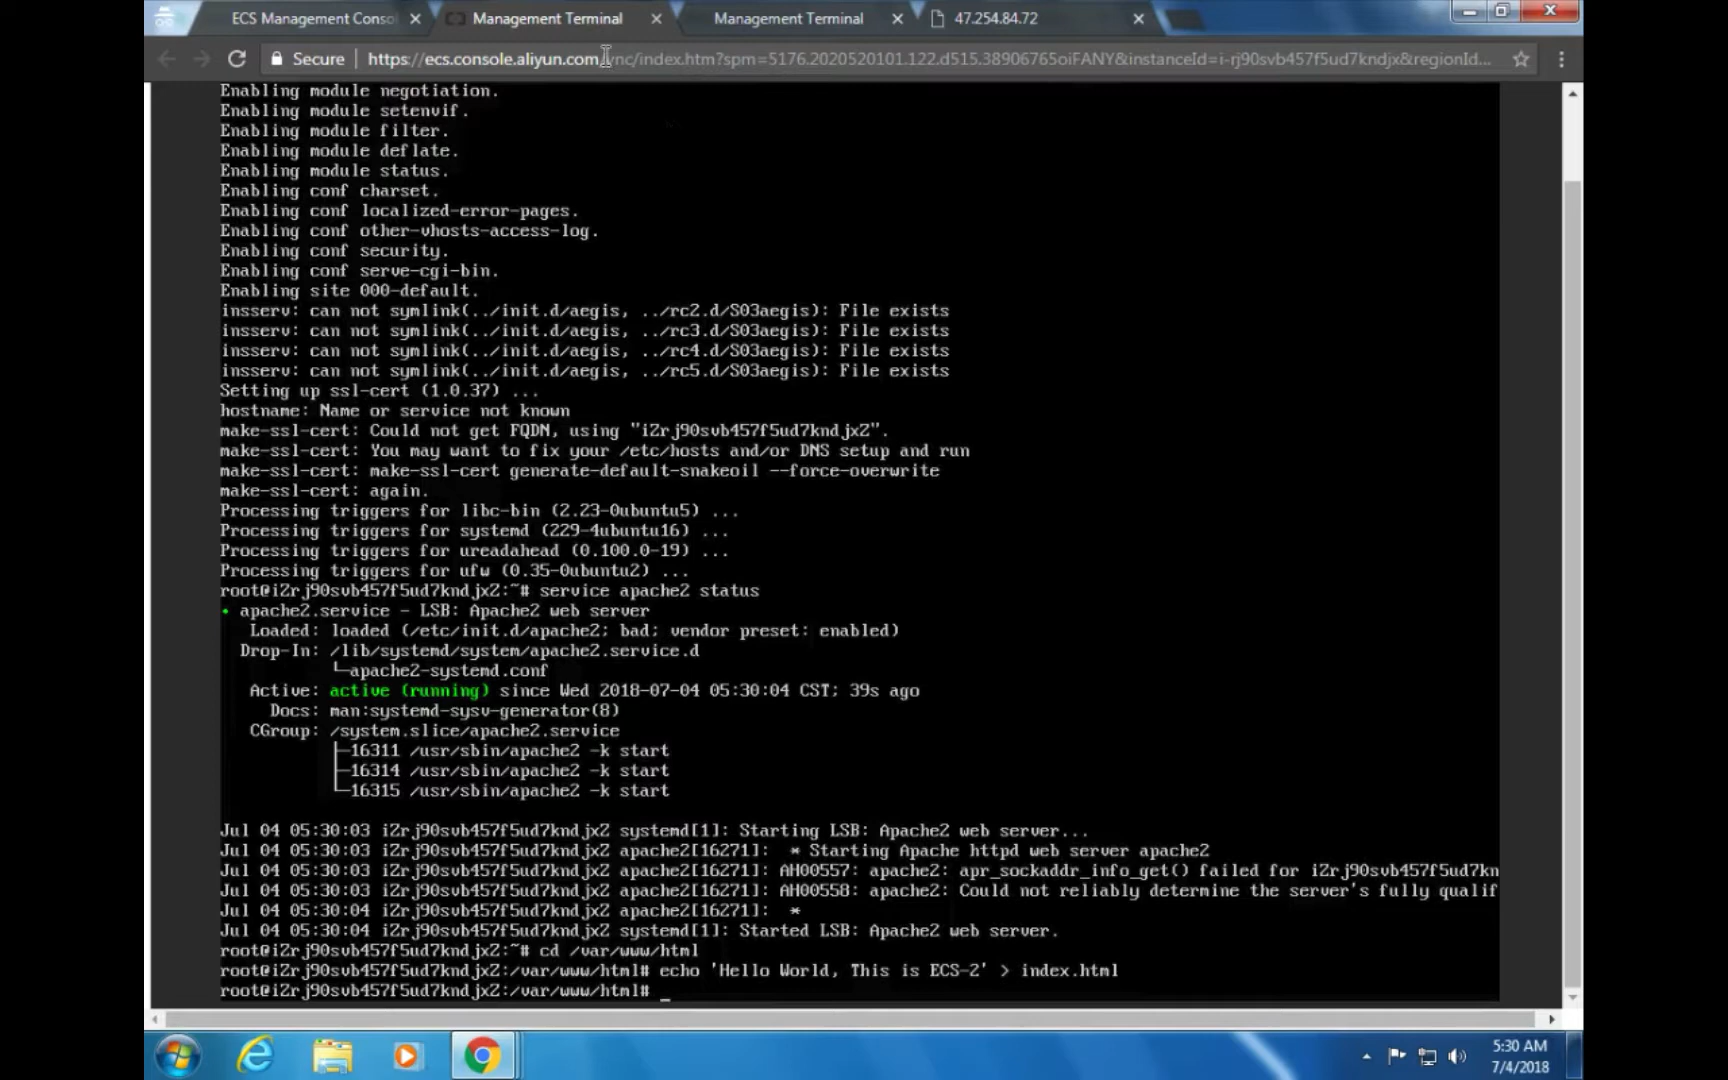 ECS Management Conso
Management Terminal
Management Terminal
47.254.84.72
Secure
https://ecs.console.aliyun.com/vnc/index.htm?spm=5176.2020520101.122.d515.38906765oiFANY&instanceId=i-rj90svb457f5ud7kndjx&regionId...
Enabling module negotiation.
Enabling module setenvif.
Enabling module filter.
Enabling module deflate.
Enabling module status.
Enabling conf charset.
Enabling conf localized-error-pages.
Enabling conf other-vhosts-access-log.
Enabling conf security.
Enabling conf serve-cgi-bin.
Enabling site 000-default.
insserv: can not symlink(../init.d/aegis, ../rc2.d/S03aegis): File exists
insserv: can not symlink(../init.d/aegis, ../rc3.d/S03aegis): File exists
insserv: can not symlink(../init.d/aegis, ../rc4.d/S03aegis): File exists
insserv: can not symlink(../init.d/aegis, ../rc5.d/S03aegis): File exists
Setting up ssl-cert (1.0.37) ...
hostname: Name or service not known
make-ssl-cert: Could not get FQDN, using "iZrj90svb457f5ud7kndjxZ".
make-ssl-cert: You may want to fix your /etc/hosts and/or DNS setup and run
make-ssl-cert: make-ssl-cert generate-default-snakeoil --force-overwrite
make-ssl-cert: again.
Processing triggers for libc-bin (2.23-0ubuntu5) ...
Processing triggers for systemd (229-4ubuntu16) ...
Processing triggers for ureadahead (0.100.0-19) ...
Processing triggers for ufw (0.35-0ubuntu2) ...
root@iZrj90svb457f5ud7kndjxZ:~# service apache2 status
• apache2.service - LSB: Apache2 web server
Loaded: loaded (/etc/init.d/apache2; bad; vendor preset: enabled)
Drop-In: /lib/systemd/system/apache2.service.d
└─apache2-systemd.conf
Active: active (running) since Wed 2018-07-04 05:30:04 CST; 39s ago
Docs: man:systemd-sysv-generator(8)
CGroup: /system.slice/apache2.service
├─16311 /usr/sbin/apache2 -k start
├─16314 /usr/sbin/apache2 -k start
└─16315 /usr/sbin/apache2 -k start
Jul 04 05:30:03 iZrj90svb457f5ud7kndjxZ systemd[1]: Starting LSB: Apache2 web server...
Jul 04 05:30:03 iZrj90svb457f5ud7kndjxZ apache2[16271]: * Starting Apache httpd web server apache2
Jul 04 05:30:03 iZrj90svb457f5ud7kndjxZ apache2[16271]: AH00557: apache2: apr_sockaddr_info_get() failed for iZrj90svb457f5ud7kn
Jul 04 05:30:03 iZrj90svb457f5ud7kndjxZ apache2[16271]: AH00558: apache2: Could not reliably determine the server's fully qualif
Jul 04 05:30:04 iZrj90svb457f5ud7kndjxZ apache2[16271]: *
Jul 04 05:30:04 iZrj90svb457f5ud7kndjxZ systemd[1]: Started LSB: Apache2 web server.
root@iZrj90svb457f5ud7kndjxZ:~# cd /var/www/html
root@iZrj90svb457f5ud7kndjxZ:/var/www/html# echo 'Hello World, This is ECS-2' > index.html
root@iZrj90svb457f5ud7kndjxZ:/var/www/html# _
5:30 AM
7/4/2018